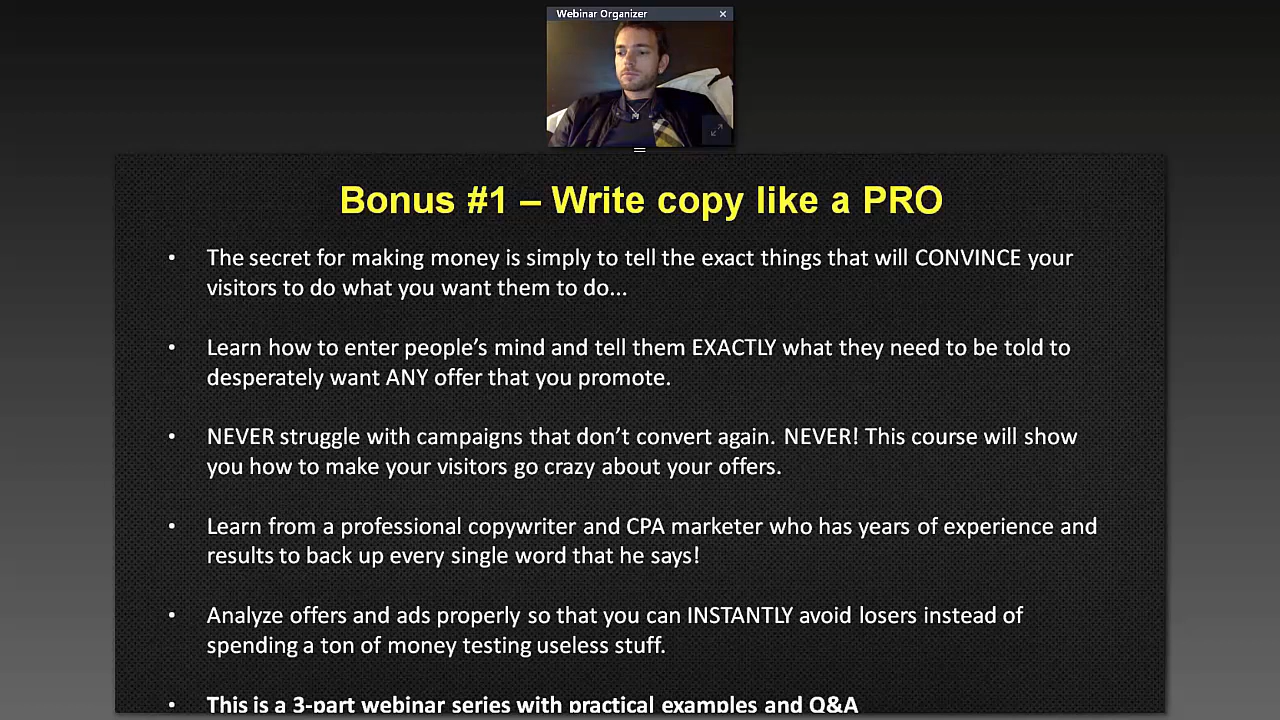 Webinar Organizer
Bonus #1 – Write copy like a PRO
• The secret for making money is simply to tell the exact things that will CONVINCE your
visitors to do what you want them to do...
• Learn how to enter people’s mind and tell them EXACTLY what they need to be told to
desperately want ANY offer that you promote.
• NEVER struggle with campaigns that don’t convert again. NEVER! This course will show
you how to make your visitors go crazy about your offers.
• Learn from a professional copywriter and CPA marketer who has years of experience and
results to back up every single word that he says!
• Analyze offers and ads properly so that you can INSTANTLY avoid losers instead of
spending a ton of money testing useless stuff.
• This is a 3-part webinar series with practical examples and Q&A